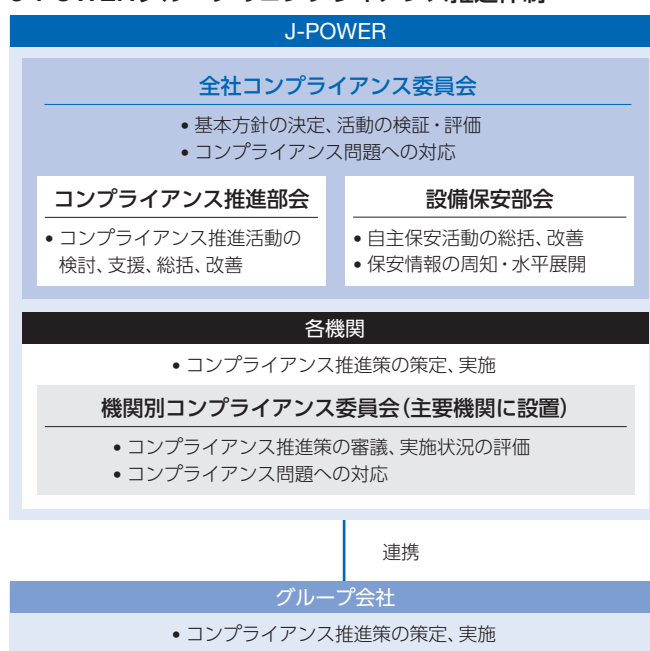 J-POWER
全社コンプライアンス委員会
• 基本方針の決定、活動の検証・評価
• コンプライアンス問題への対応
コンプライアンス推進部会
• コンプライアンス推進活動の
検討、支援、総括、改善
設備保安部会
• 自主保安活動の総括、改善
• 保安情報の周知・水平展開
各機関
• コンプライアンス推進策の策定、実施
機関別コンプライアンス委員会(主要機関に設置)
• コンプライアンス推進策の審議、実施状況の評価
• コンプライアンス問題への対応
連携
グループ会社
• コンプライアンス推進策の策定、実施